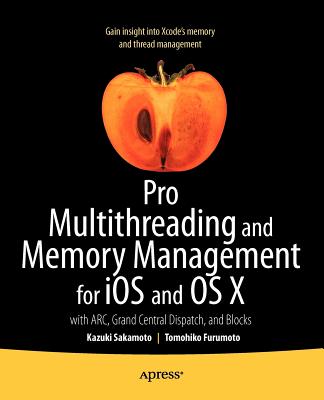 Gain insight into Xcode's memory
and thread management
Pro
Multithreading and
Memory Management
for iOS and OS X
with ARC, Grand Central Dispatch, and Blocks
Kazuki Sakamoto | Tomohiko Furumoto
Apress®